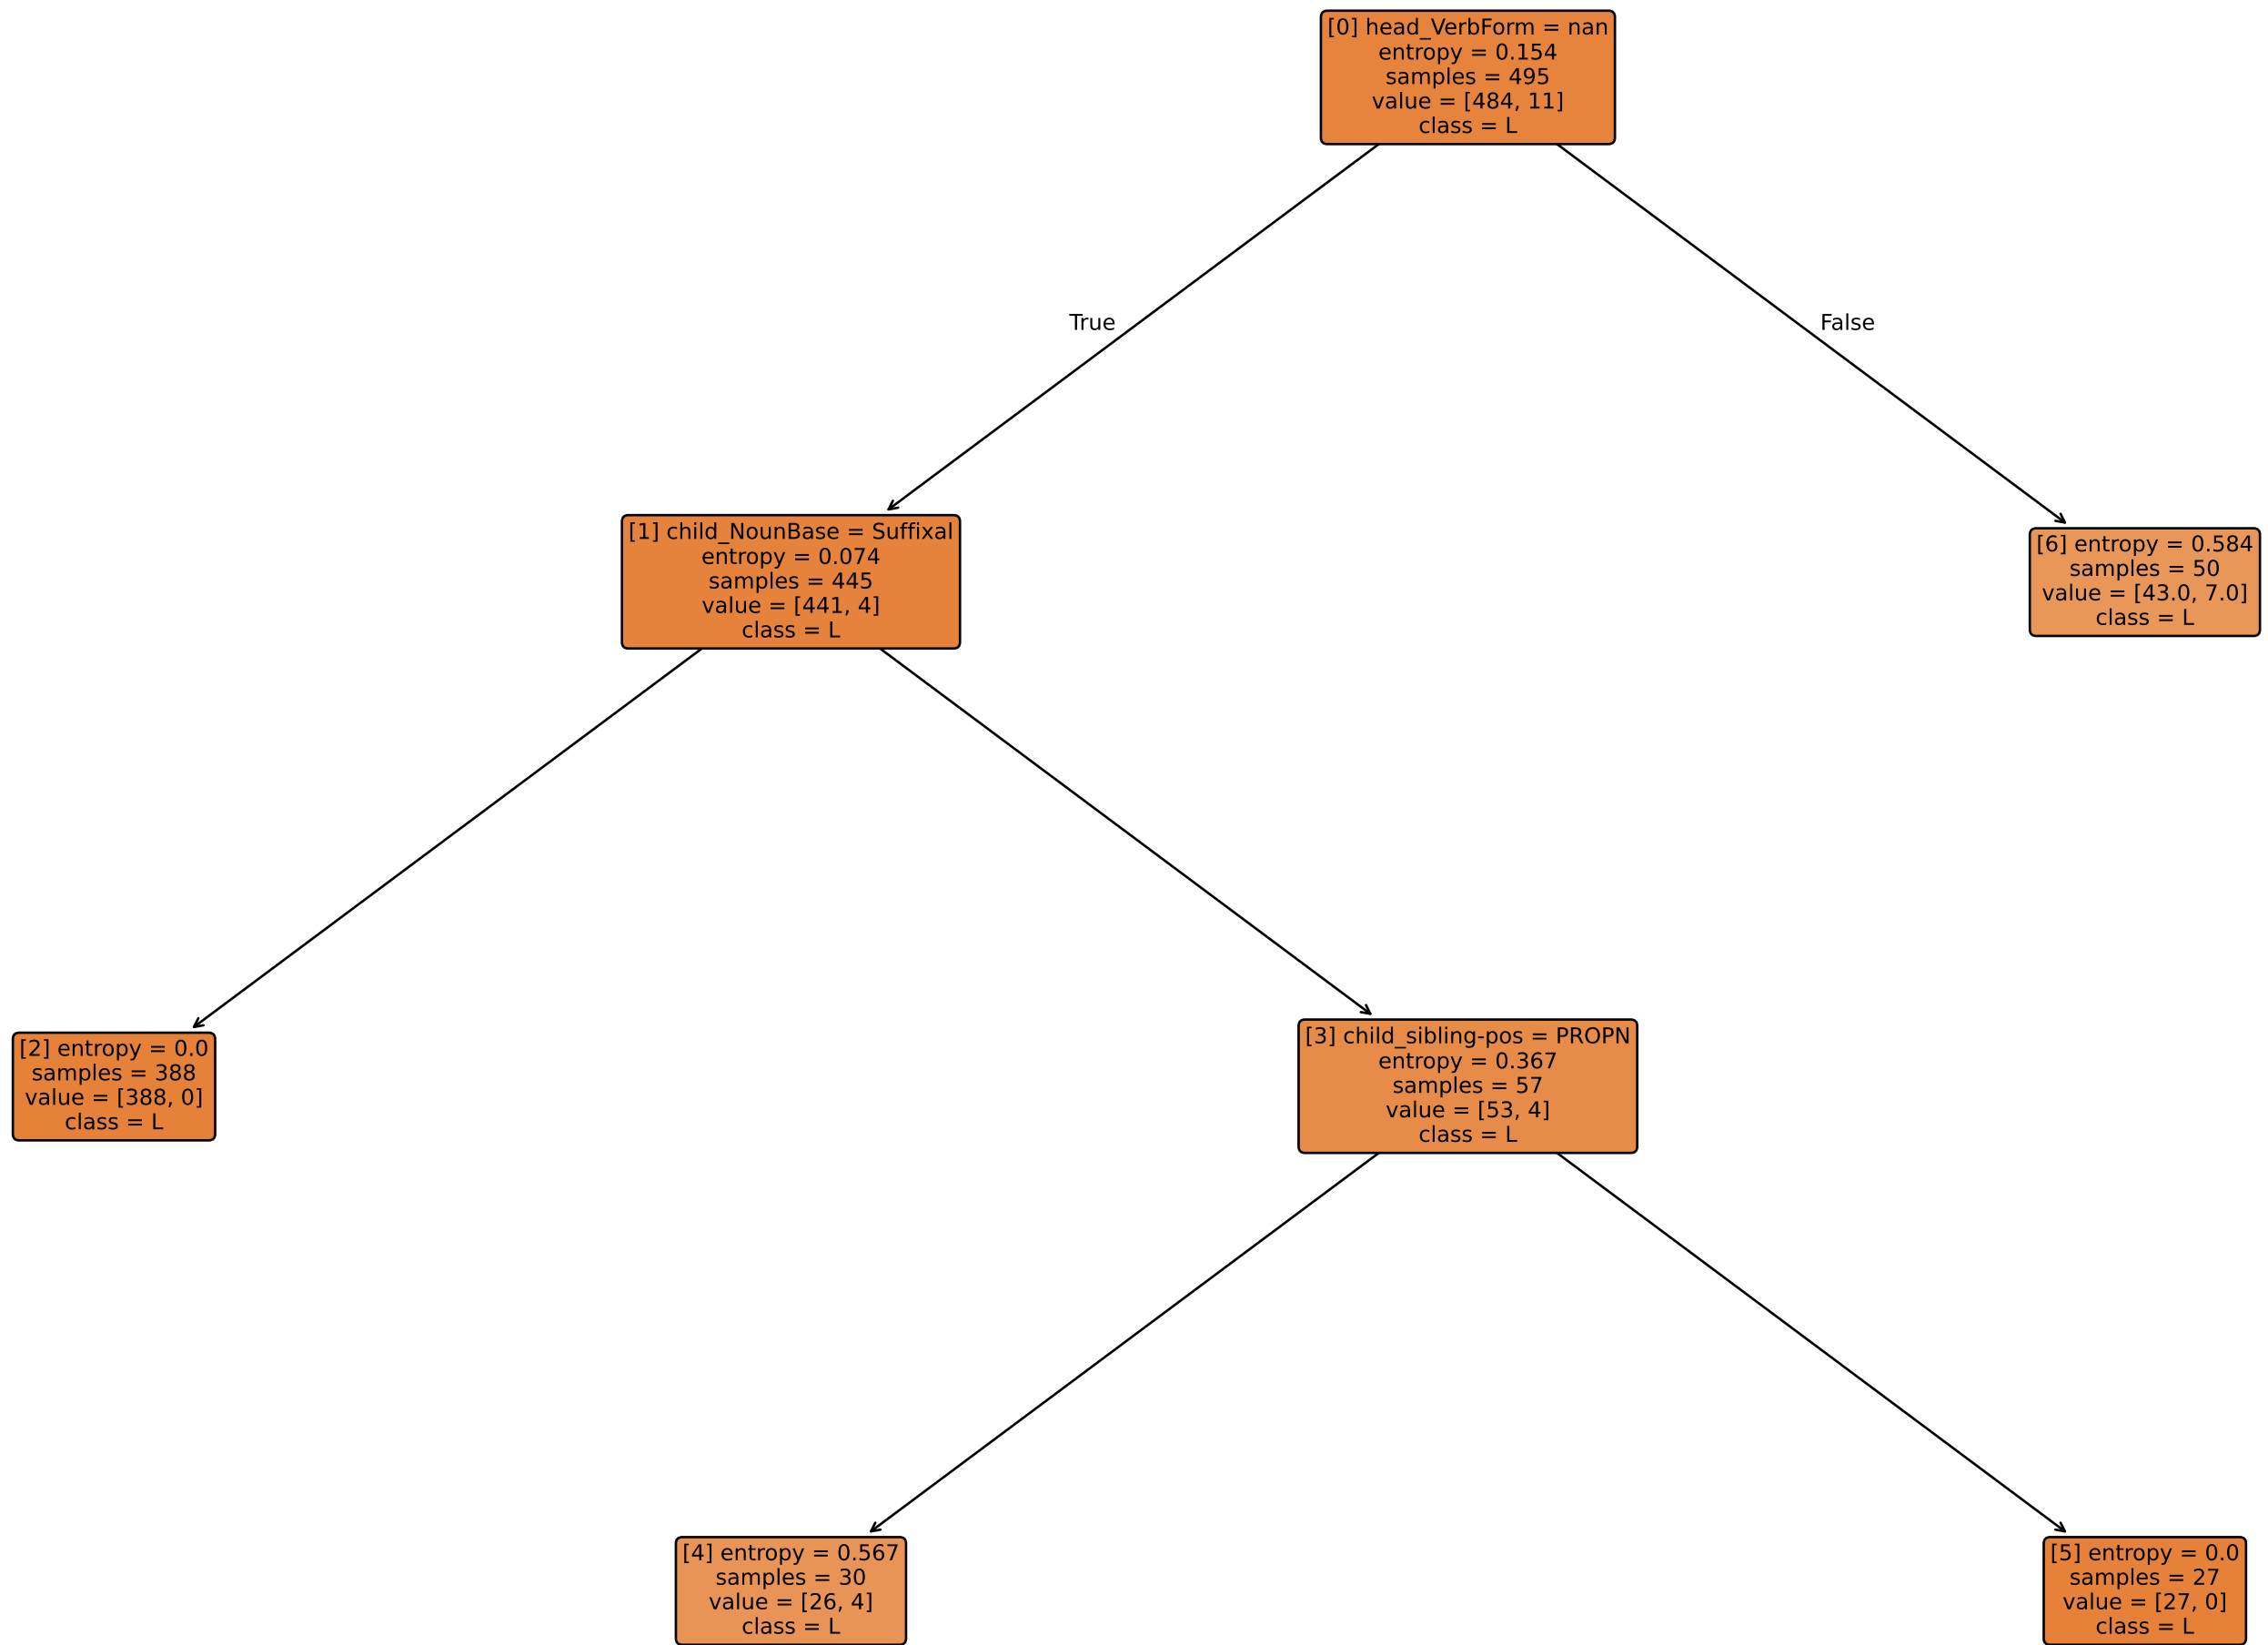 [0] head_VerbForm = nan
entropy = 0.154
samples = 495
value = [484, 11]
class = L
True
False
[1] child_NounBase = Suffixal
entropy = 0.074
samples = 445
value = [441, 4]
class = L
[6] entropy = 0.584
samples = 50
value = [43.0, 7.0]
class = L
[2] entropy = 0.0
samples = 388
value = [388, 0]
class = L
[3] child_sibling-pos = PROPN
entropy = 0.367
samples = 57
value = [53, 4]
class = L
[4] entropy = 0.567
samples = 30
value = [26, 4]
class = L
[5] entropy = 0.0
samples = 27
value = [27, 0]
class = L